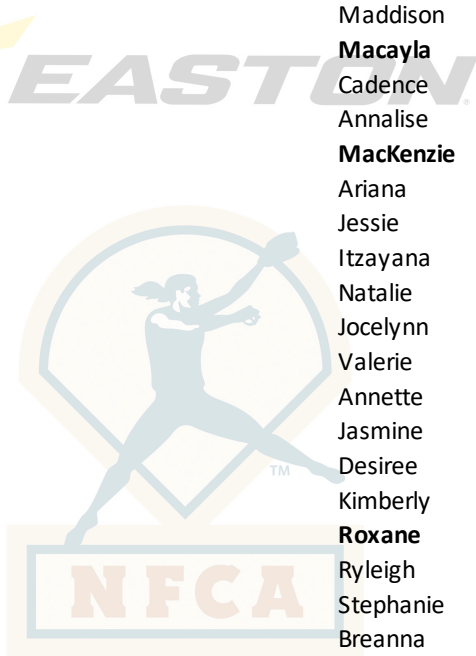 Maddison
Macayla
EASTON
Cadence
Annalise
MacKenzie
Ariana
Jessie
Itzayana
Natalie
Jocelynn
Valerie
Annette
Jasmine
TM
Desiree
Kimberly
Roxane
NFCA
Ryleigh
Stephanie
Breanna